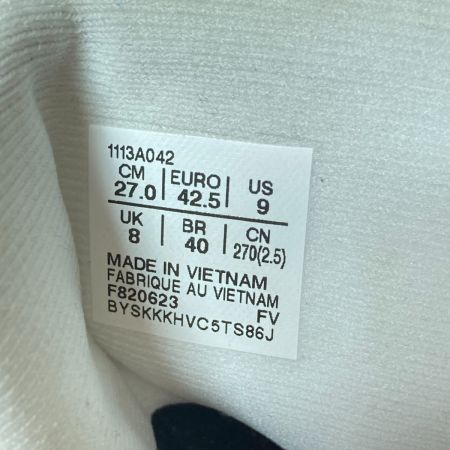 1113A042
CM EURO US
27.0 42.5 9
UK BR CN
8 40 270(2.5)
MADE IN VIETNAM
FABRIQUE AU VIETNAM
F820623 FV
BYSKKKHVC5TS86J